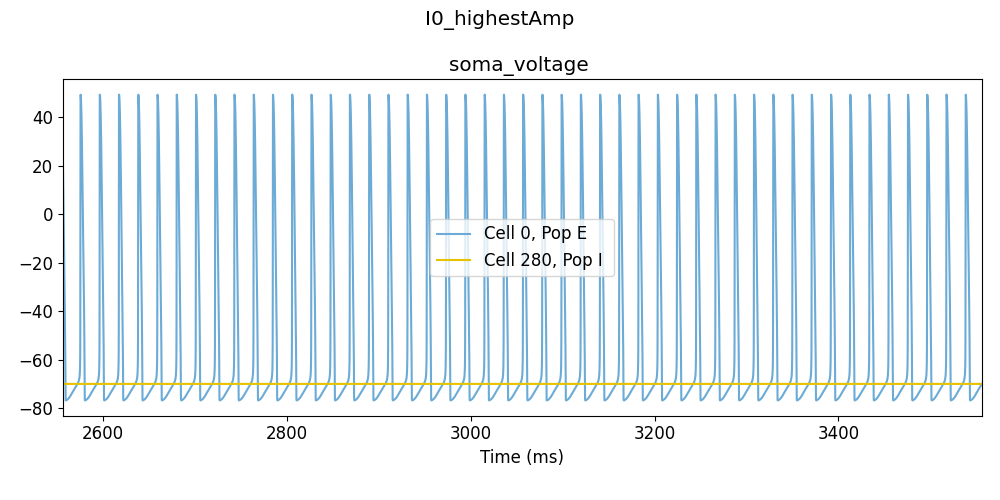 I0_highestAmp
soma_voltage
40
20
0
−20
−40
−60
−80
Cell 0, Pop E
Cell 280, Pop I
2600 2800 3000 3200 3400
Time (ms)